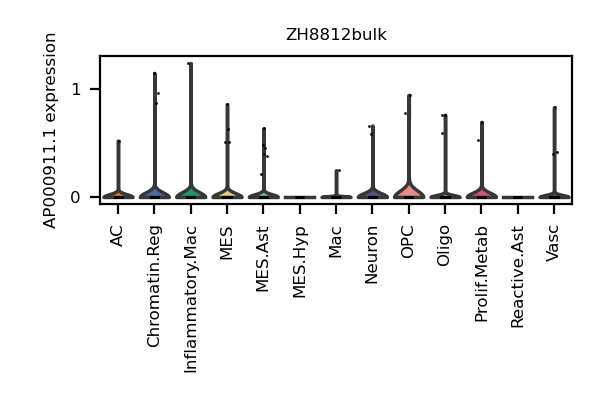 ZH8812bulk
AP000911.1 expression
1
0
AC
Chromatin.Reg
Inflammatory.Mac
MES
MES.Ast
MES.Hyp
Mac
Neuron
OPC
Oligo
Prolif.Metab
Reactive.Ast
Vasc